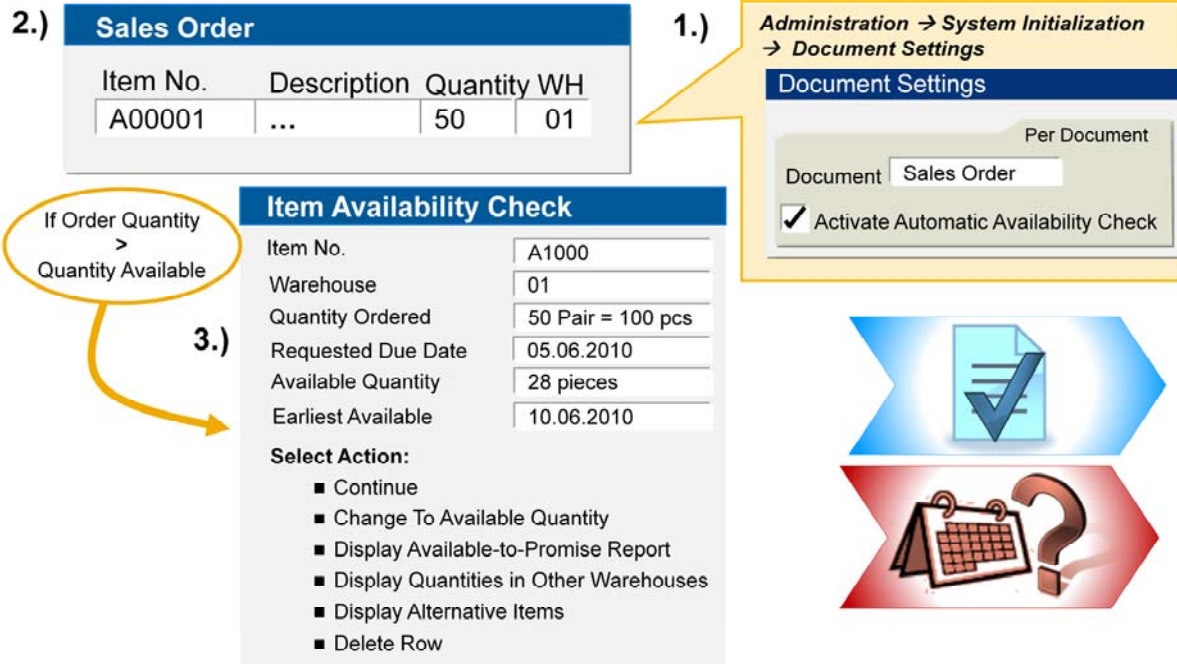 1.)
Administration → System Initialization
→ Document Settings
Document Settings
Per Document
Document Sales Order
✓ Activate Automatic Availability Check
2.)
Sales Order
Item No. Description Quantity WH
A00001 ... 50 01
If Order Quantity
>
Quantity Available
3.)
Item Availability Check
Item No. A1000
Warehouse 01
Quantity Ordered 50 Pair = 100 pcs
Requested Due Date 05.06.2010
Available Quantity 28 pieces
Earliest Available 10.06.2010
Select Action:
■ Continue
■ Change To Available Quantity
■ Display Available-to-Promise Report
■ Display Quantities in Other Warehouses
■ Display Alternative Items
■ Delete Row
?